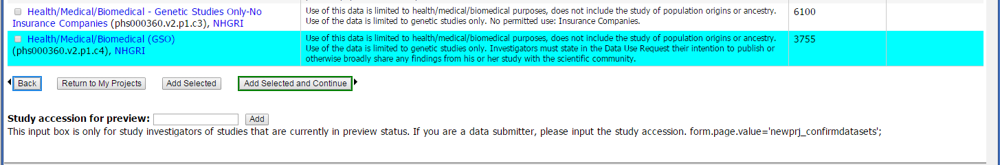 Health/Medical/Biomedical - Genetic Studies Only-No
Insurance Companies (phs000360.v2.p1.c3), NHGRI
Use of this data is limited to health/medical/biomedical purposes, does not include the study of population origins or ancestry.
Use of the data is limited to genetic studies only. No permitted use: Insurance Companies.
6100
Health/Medical/Biomedical (GSO)
(phs000360.v2.p1.c4), NHGRI
Use of this data is limited to health/medical/biomedical purposes, does not include the study of population origins or ancestry.
Use of the data is limited to genetic studies only. Investigators must state in the Data Use Request their intention to publish or
otherwise broadly share any findings from his or her study with the scientific community.
3755
Back Return to My Projects Add Selected Add Selected and Continue
Study accession for preview: Add
This input box is only for study investigators of studies that are currently in preview status. If you are a data submitter, please input the study accession. form.page.value='newprj_confirmdatasets';